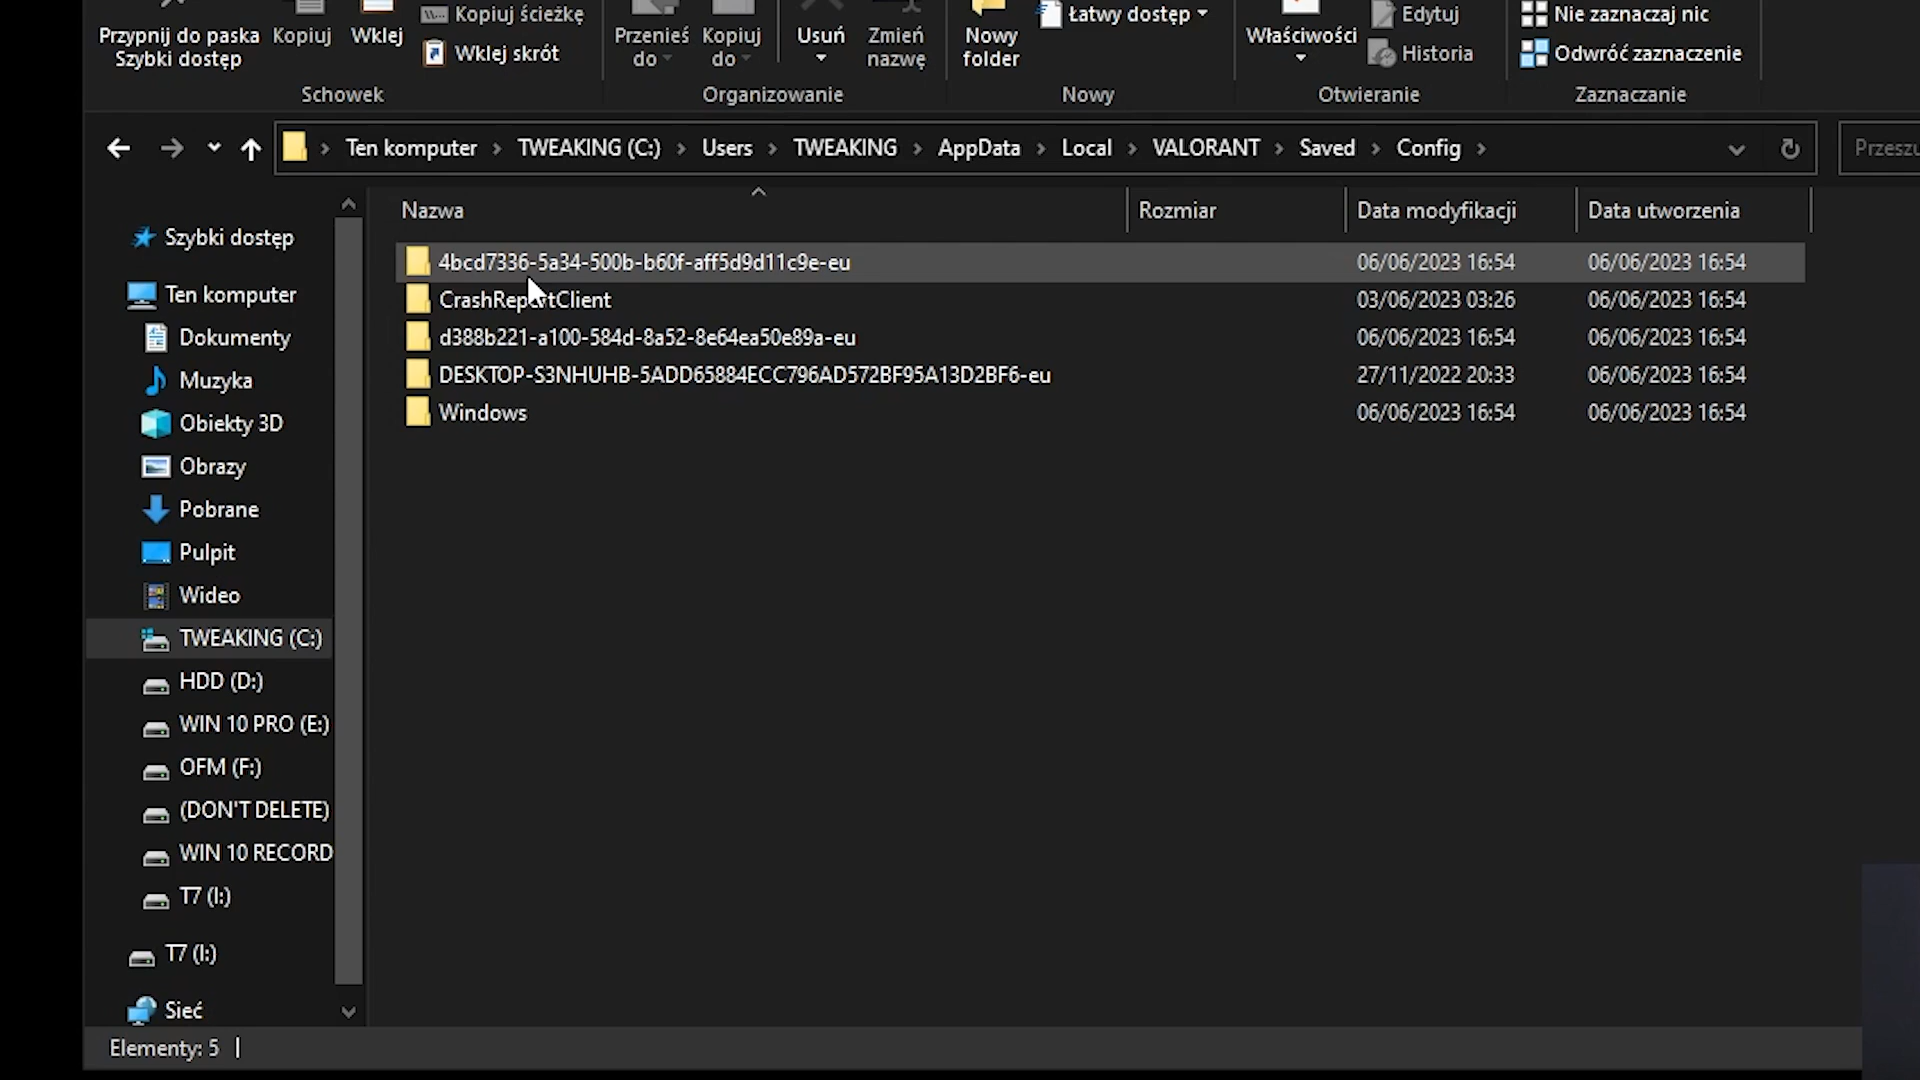 Przypnij do paska
Szybki dostęp
Kopiuj
Wklej
Kopiuj ścieżkę
Wklej skrót
Schowek
Przenieś
do
Kopiuj
do
Usuń
Zmień
nazwę
Organizowanie
Nowy
folder
Łatwy dostęp
Nowy
Właściwości
Edytuj
Historia
Otwieranie
Nie zaznaczaj nic
Odwróć zaznaczenie
Zaznaczanie
Ten komputer > TWEAKING (C:) > Users > TWEAKING > AppData > Local > VALORANT > Saved > Config >
Nazwa Rozmiar Data modyfikacji Data utworzenia
4bcd7336-5a34-500b-b60f-aff5d9d11c9e-eu 06/06/2023 16:54 06/06/2023 16:54
CrashReportClient 03/06/2023 03:26 06/06/2023 16:54
d388b221-a100-584d-8a52-8e64ea50e89a-eu 06/06/2023 16:54 06/06/2023 16:54
DESKTOP-S3NHUHB-5ADD65884ECC796AD572BF95A13D2BF6-eu 27/11/2022 20:33 06/06/2023 16:54
Windows 06/06/2023 16:54 06/06/2023 16:54
Szybki dostęp
Ten komputer
Dokumenty
Muzyka
Obiekty 3D
Obrazy
Pobrane
Pulpit
Wideo
TWEAKING (C:)
HDD (D:)
WIN 10 PRO (E:)
OFM (F:)
(DON'T DELETE)
WIN 10 RECORD
T7 (I:)
T7 (I:)
Sieć
Elementy: 5